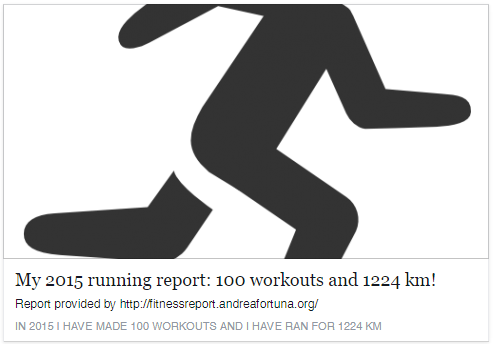 My 2015 running report: 100 workouts and 1224 km!
Report provided by http://fitnessreport.andreafortuna.org/
IN 2015 I HAVE MADE 100 WORKOUTS AND I HAVE RAN FOR 1224 KM